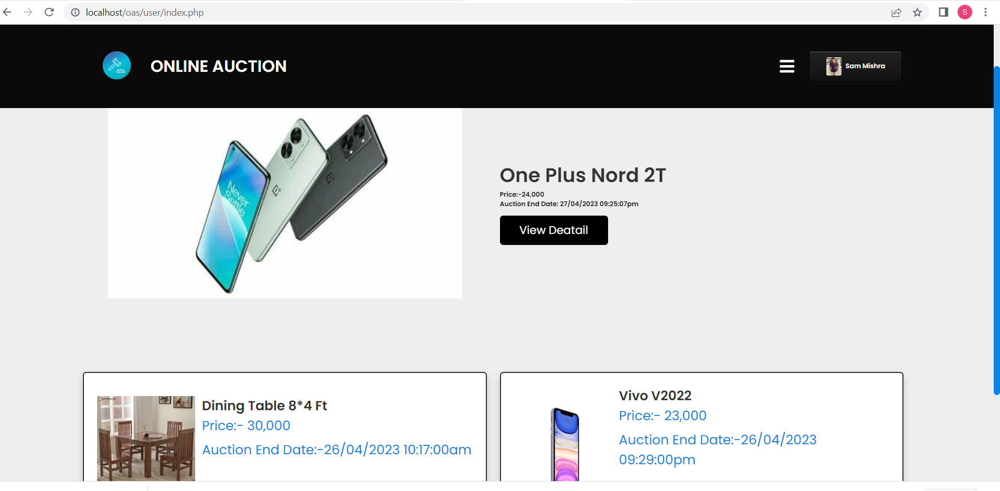 localhost/oas/user/index.php
S
ONLINE AUCTION
Sam Mishra
Never
Settle
One Plus Nord 2T
Price:-24,000
Auction End Date: 27/04/2023 09:25:07pm
View Deatail
Dining Table 8*4 Ft
Price:- 30,000
Auction End Date:-26/04/2023 10:17:00am
Vivo V2022
Price:- 23,000
Auction End Date:-26/04/2023
09:29:00pm